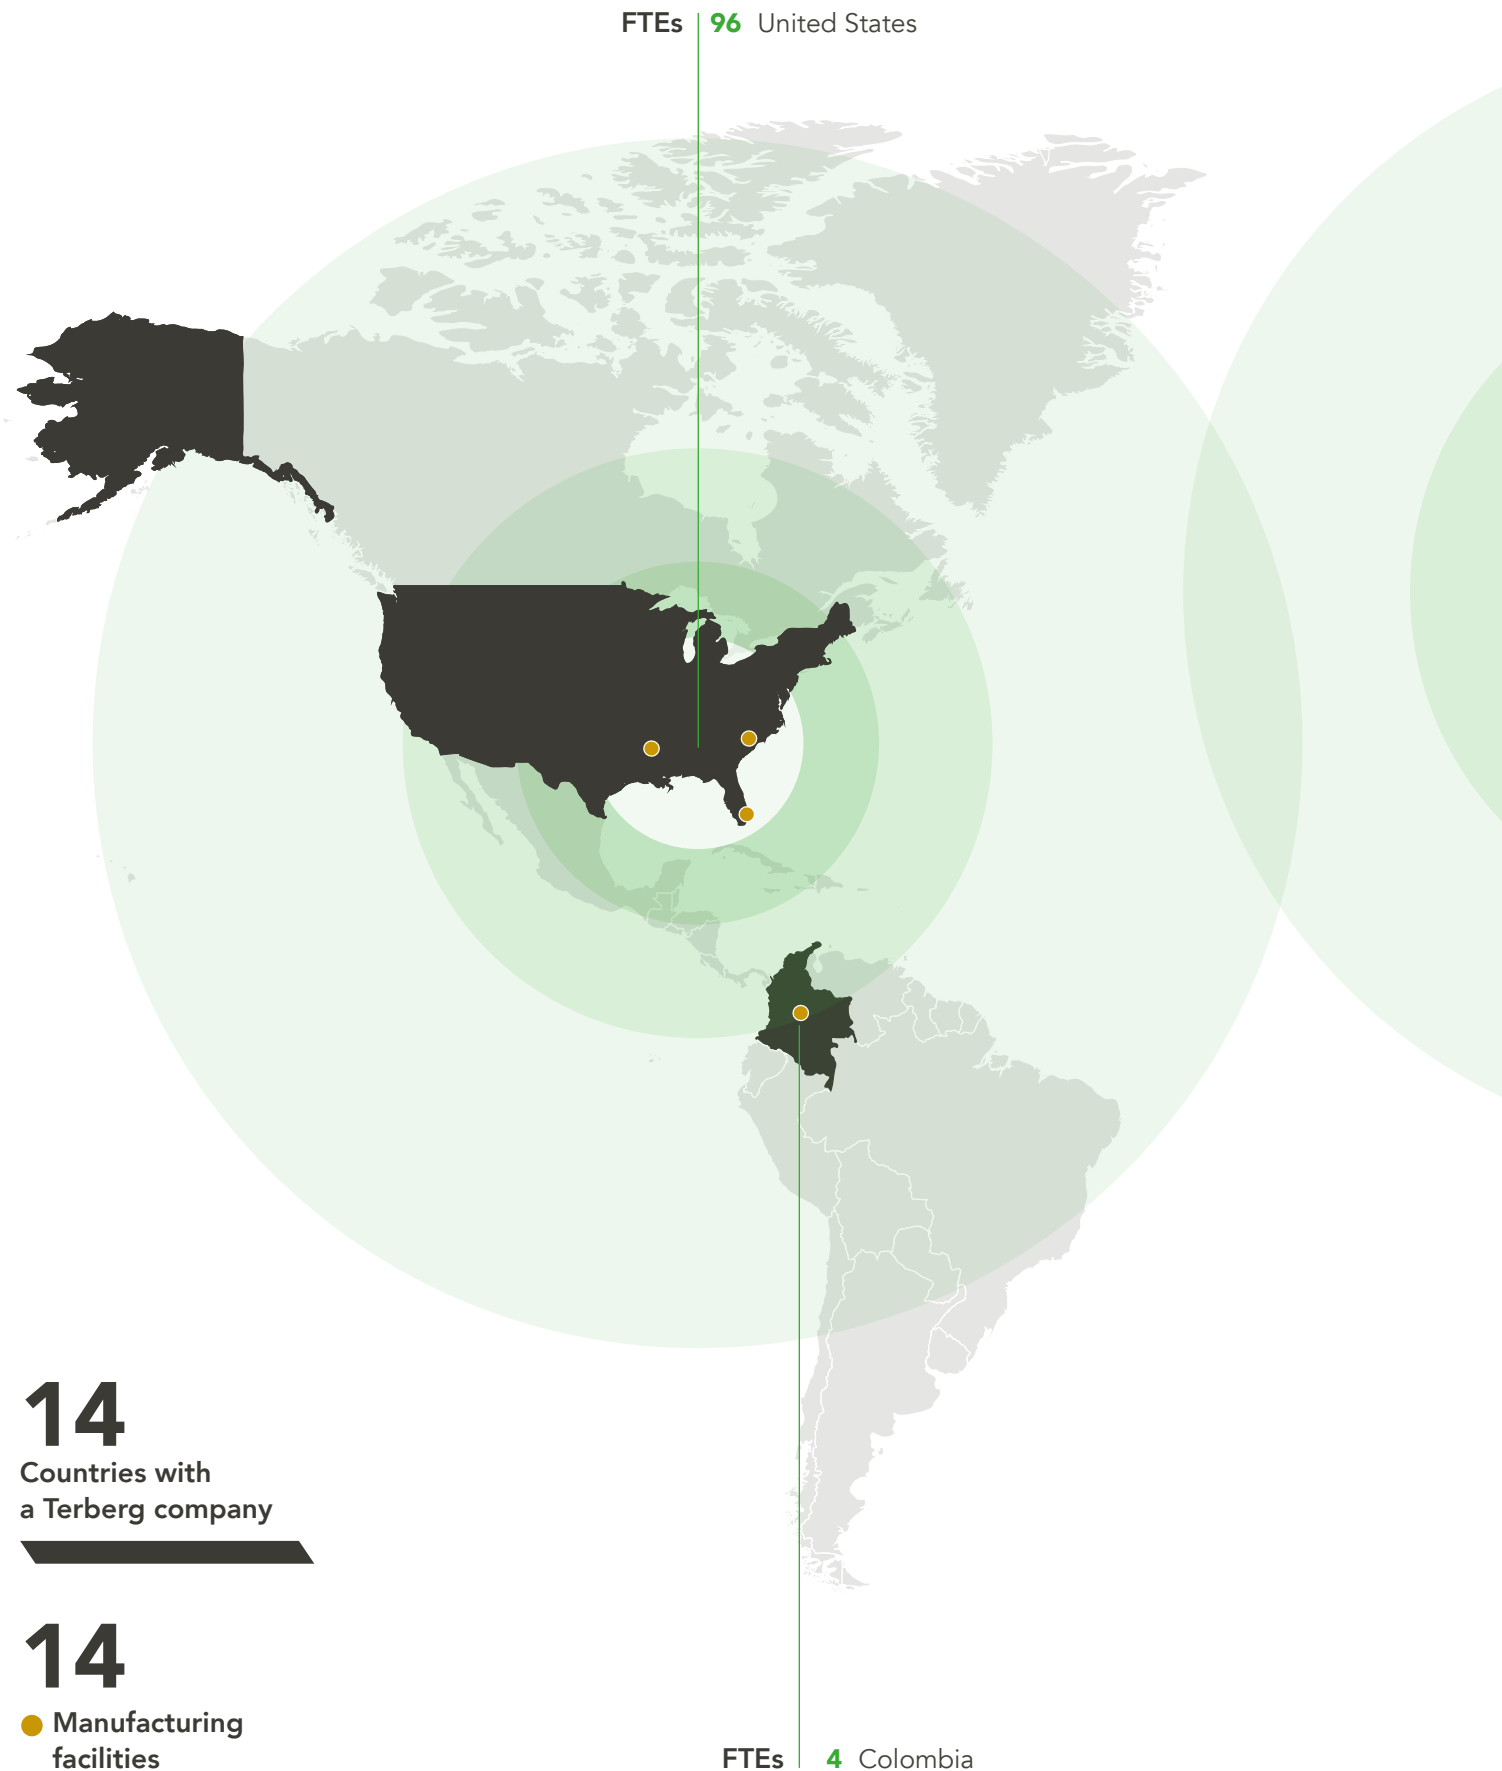 FTEs 96 United States
14
Countries with
a Terberg company
14
Manufacturing
facilities
FTEs 4 Colombia